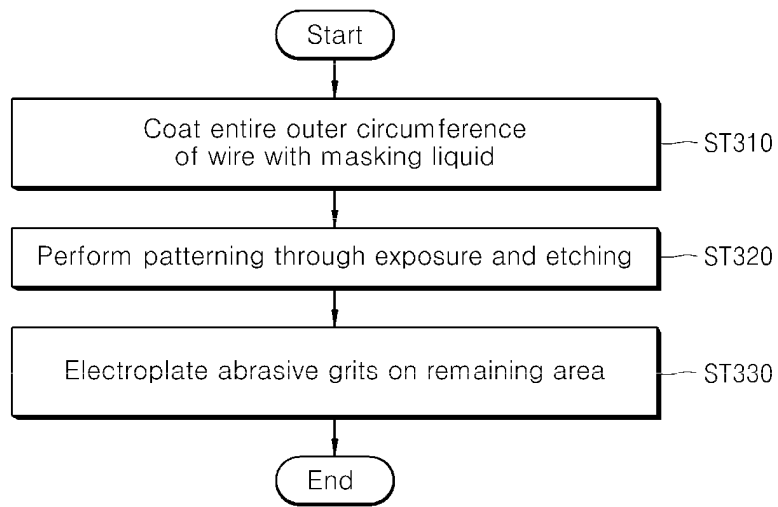 Start
Coat entire outer circumference
of wire with masking liquid
ST310
Perform patterning through exposure and etching
ST320
Electroplate abrasive grits on remaining area
ST330
End